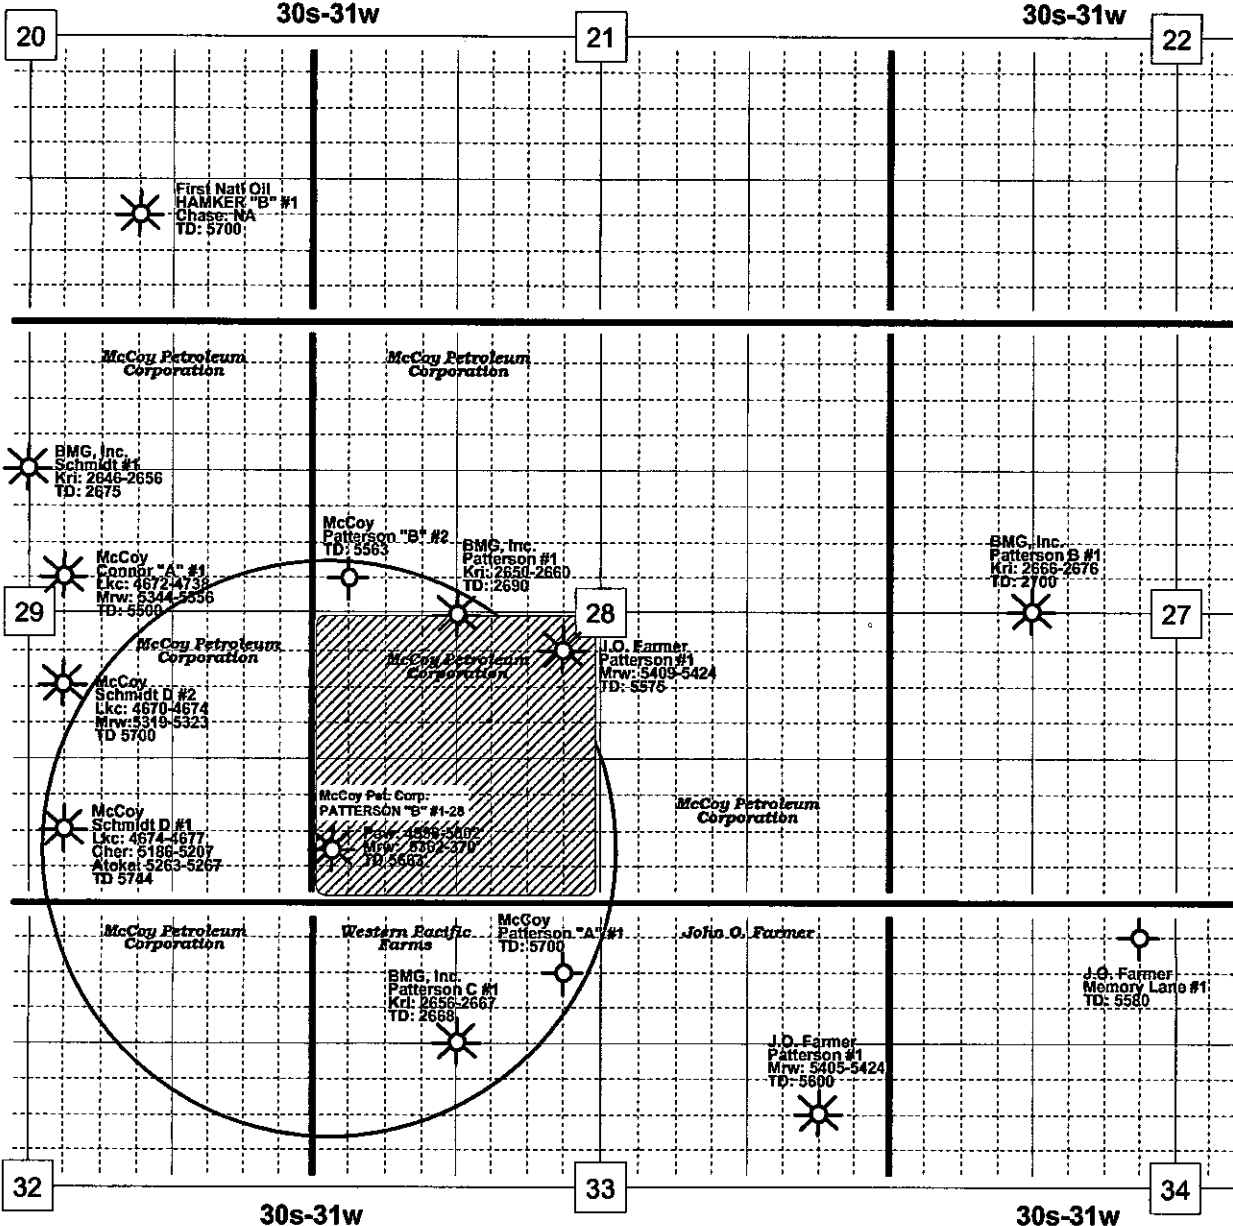 30s-31w
30s-31w
20
21
22
First Natl Oil
HAMKER "B" #1
Chase: NA
TD: 5700
McCoy Petroleum
Corporation
McCoy Petroleum
Corporation
BMG, Inc.
Schmidt #1
Kri: 2646-2656
TD: 2675
McCoy
Patterson "B" #2
TD: 5563
BMG, Inc.
Patterson #1
Kri: 2650-2660
TD: 2690
BMG, Inc.
Patterson B #1
Kri: 2666-2676
TD: 2700
McCoy
Connor "A" #1
Lkc: 4672-4738
Mrw: 5344-5356
TD: 5500
29
28
27
McCoy Petroleum
Corporation
McCoy Petroleum
Corporation
J.O. Farmer
Patterson #1
Mrw: 5409-5424
TD: 5575
McCoy
Schmidt D #2
Lkc: 4670-4674
Mrw: 5319-5323
TD 5700
McCoy Pet. Corp.
PATTERSON "B" #1-28
Mrw: 5362-370
TD 5563
McCoy Petroleum
Corporation
McCoy
Schmidt D #1
Lkc: 4674-4677
Cher: 5186-5207
Atoka: 5263-5267
TD 5744
McCoy Petroleum
Corporation
Western Pacific
Farms
McCoy
Patterson "A" #1
TD: 5700
John O. Farmer
BMG, Inc.
Patterson C #1
Kri: 2656-2667
TD: 2668
J.O. Farmer
Memory Lane #1
TD: 5580
J.O. Farmer
Patterson #1
Mrw: 5405-5424
TD: 5600
32
33
34
30s-31w
30s-31w